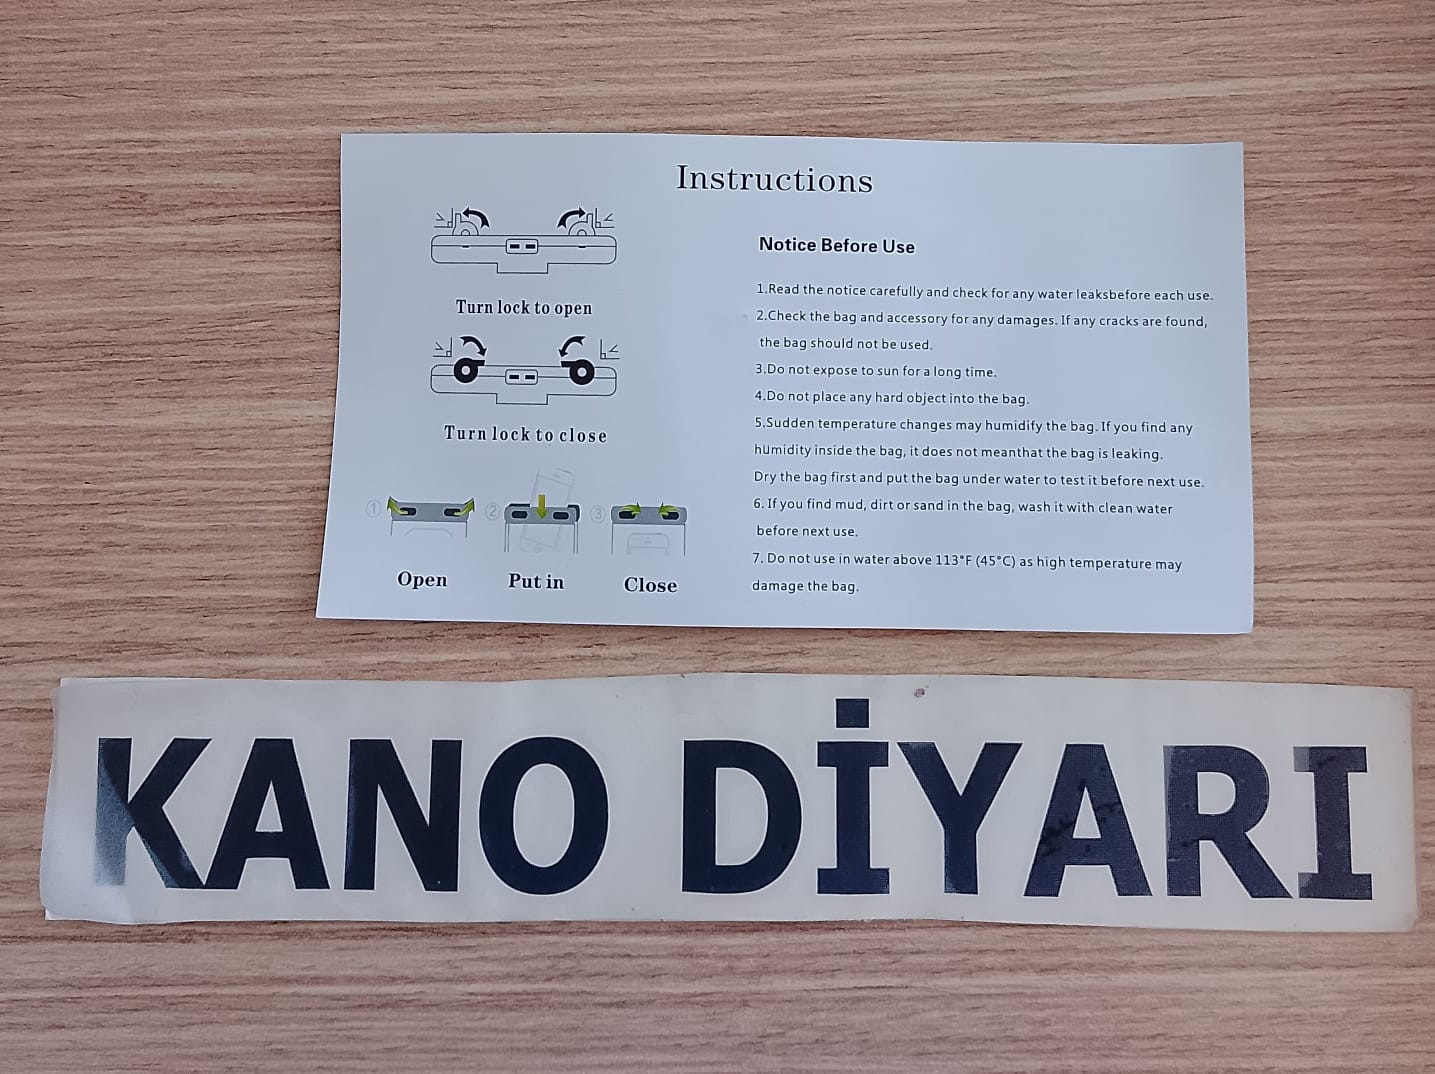 Instructions
Turn lock to open
Turn lock to close
1
2
3
Open
Put in
Close
Notice Before Use
1.Read the notice carefully and check for any water leaksbefore each use.
2.Check the bag and accessory for any damages. If any cracks are found,
the bag should not be used.
3.Do not expose to sun for a long time.
4.Do not place any hard object into the bag.
5.Sudden temperature changes may humidify the bag. If you find any
humidity inside the bag, it does not meanthat the bag is leaking.
Dry the bag first and put the bag under water to test it before next use.
6. If you find mud, dirt or sand in the bag, wash it with clean water
before next use.
7. Do not use in water above 113°F (45°C) as high temperature may
damage the bag.
KANO DİYARI